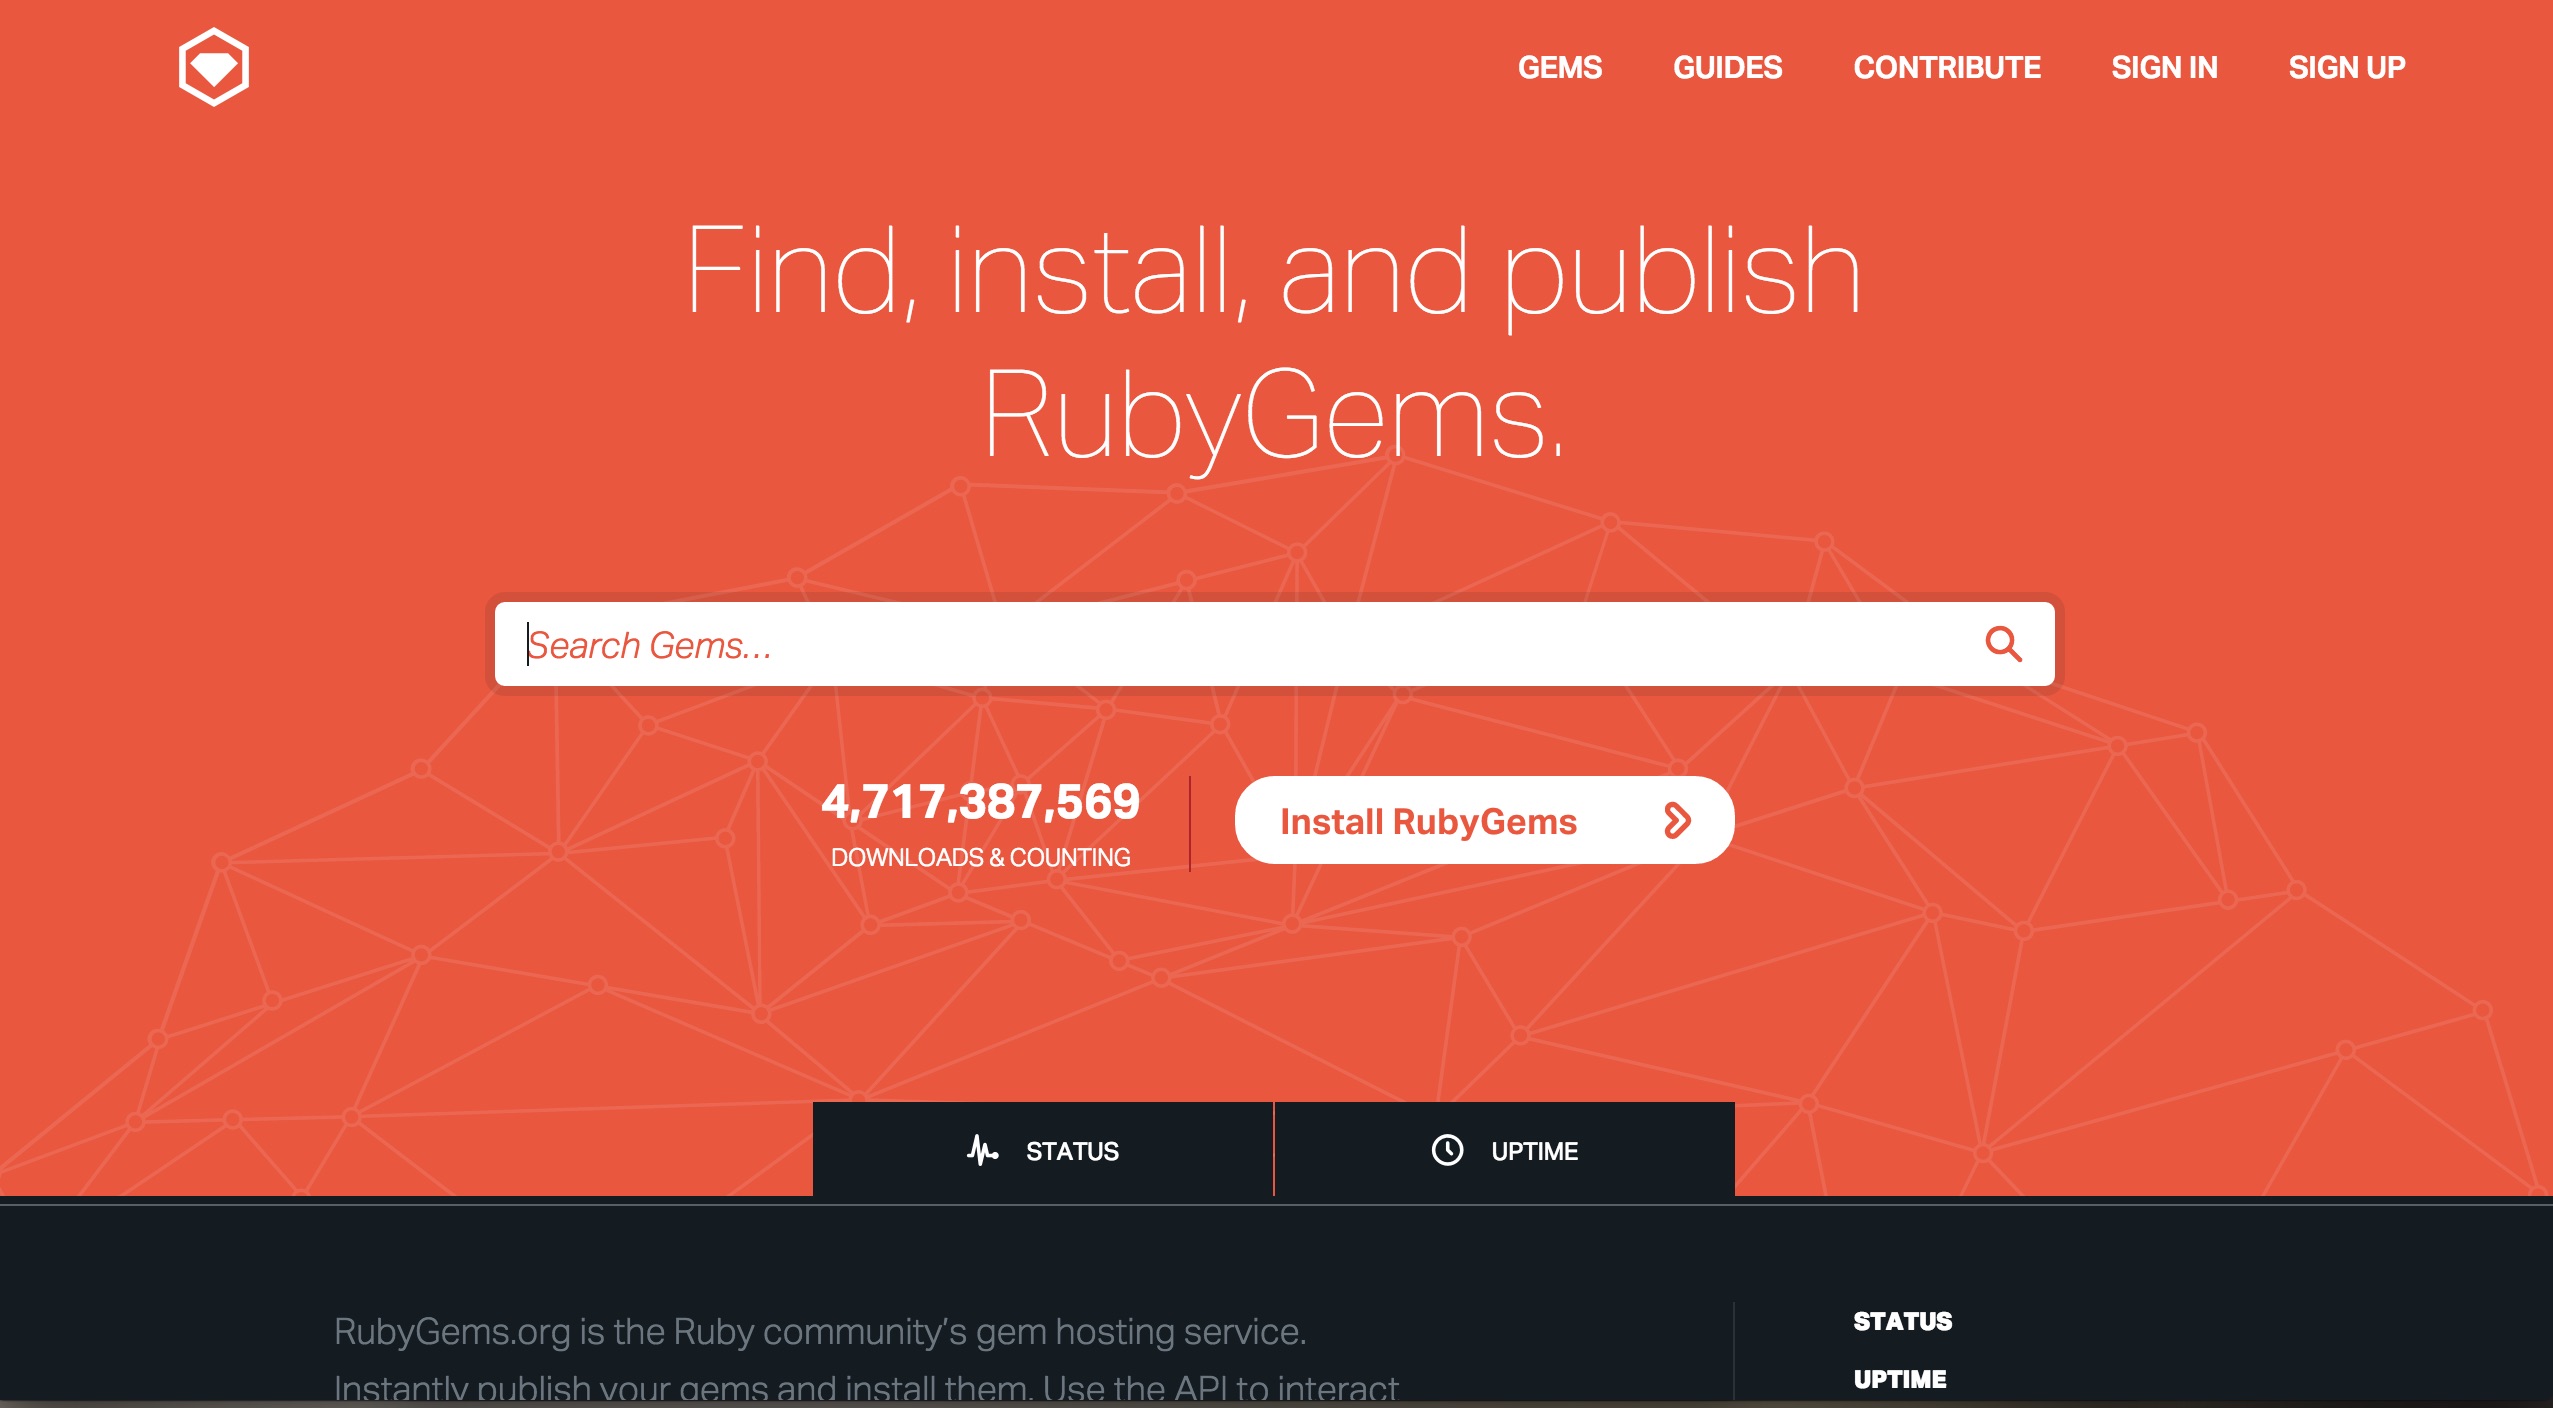 GEMS GUIDES CONTRIBUTE SIGN IN SIGN UP
Find, install, and publish
RubyGems.
Search Gems...
4,717,387,569
DOWNLOADS & COUNTING
Install RubyGems
STATUS
UPTIME
RubyGems.org is the Ruby community’s gem hosting service.
Instantly publish your gems and install them. Use the API to interact
STATUS
UPTIME